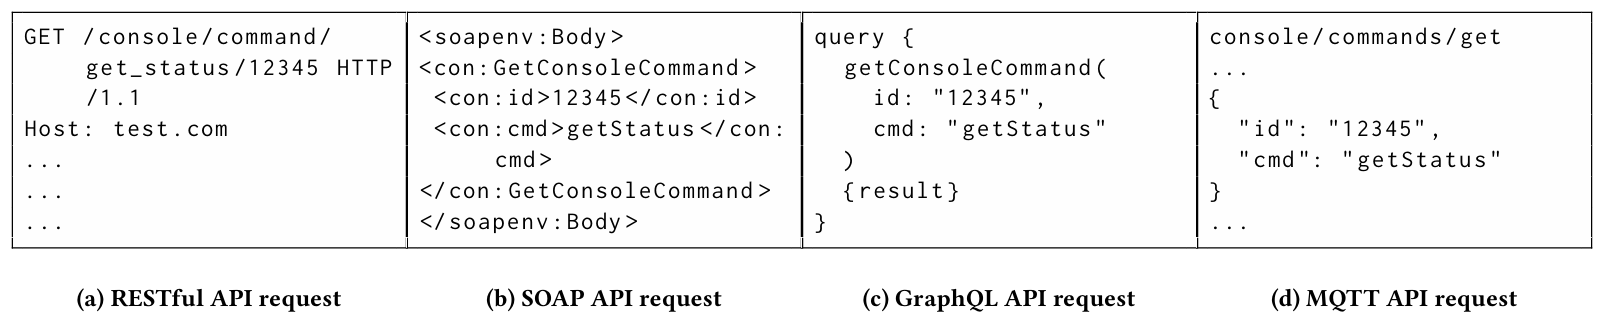 GET /console/command/
get_status/12345 HTTP
/1.1
Host: test.com
...
...
...
<soapenv:Body>
<con:GetConsoleCommand>
<con:id>12345</con:id>
<con:cmd>getStatus</con:
cmd>
</con:GetConsoleCommand>
</soapenv:Body>
query {
getConsoleCommand(
id: "12345",
cmd: "getStatus"
)
{result}
}
console/commands/get
...
{
"id": "12345",
"cmd": "getStatus"
}
...
(a) RESTful API request
(b) SOAP API request
(c) GraphQL API request
(d) MQTT API request